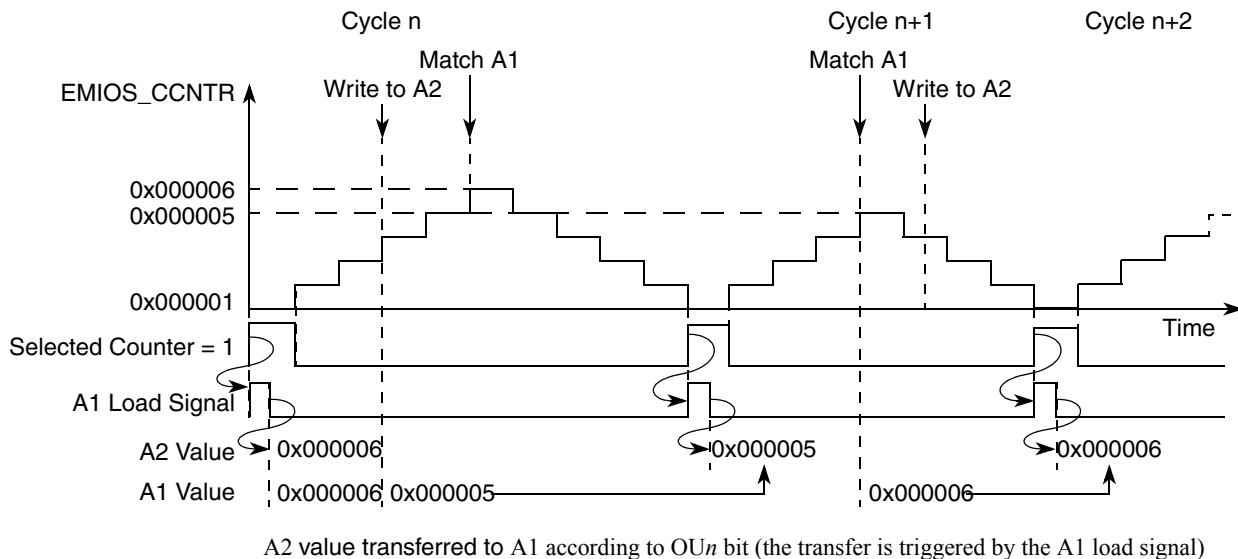 Cycle n Cycle n+1 Cycle n+2
Match A1 Match A1
EMIOS_CCNTR Write to A2 Write to A2
0x000006
0x000005
0x000001
Time
Selected Counter = 1
A1 Load Signal
A2 Value 0x000006 0x000005 0x000006
A1 Value 0x000006 0x000005 0x000006
A2 value transferred to A1 according to OUn bit (the transfer is triggered by the A1 load signal)